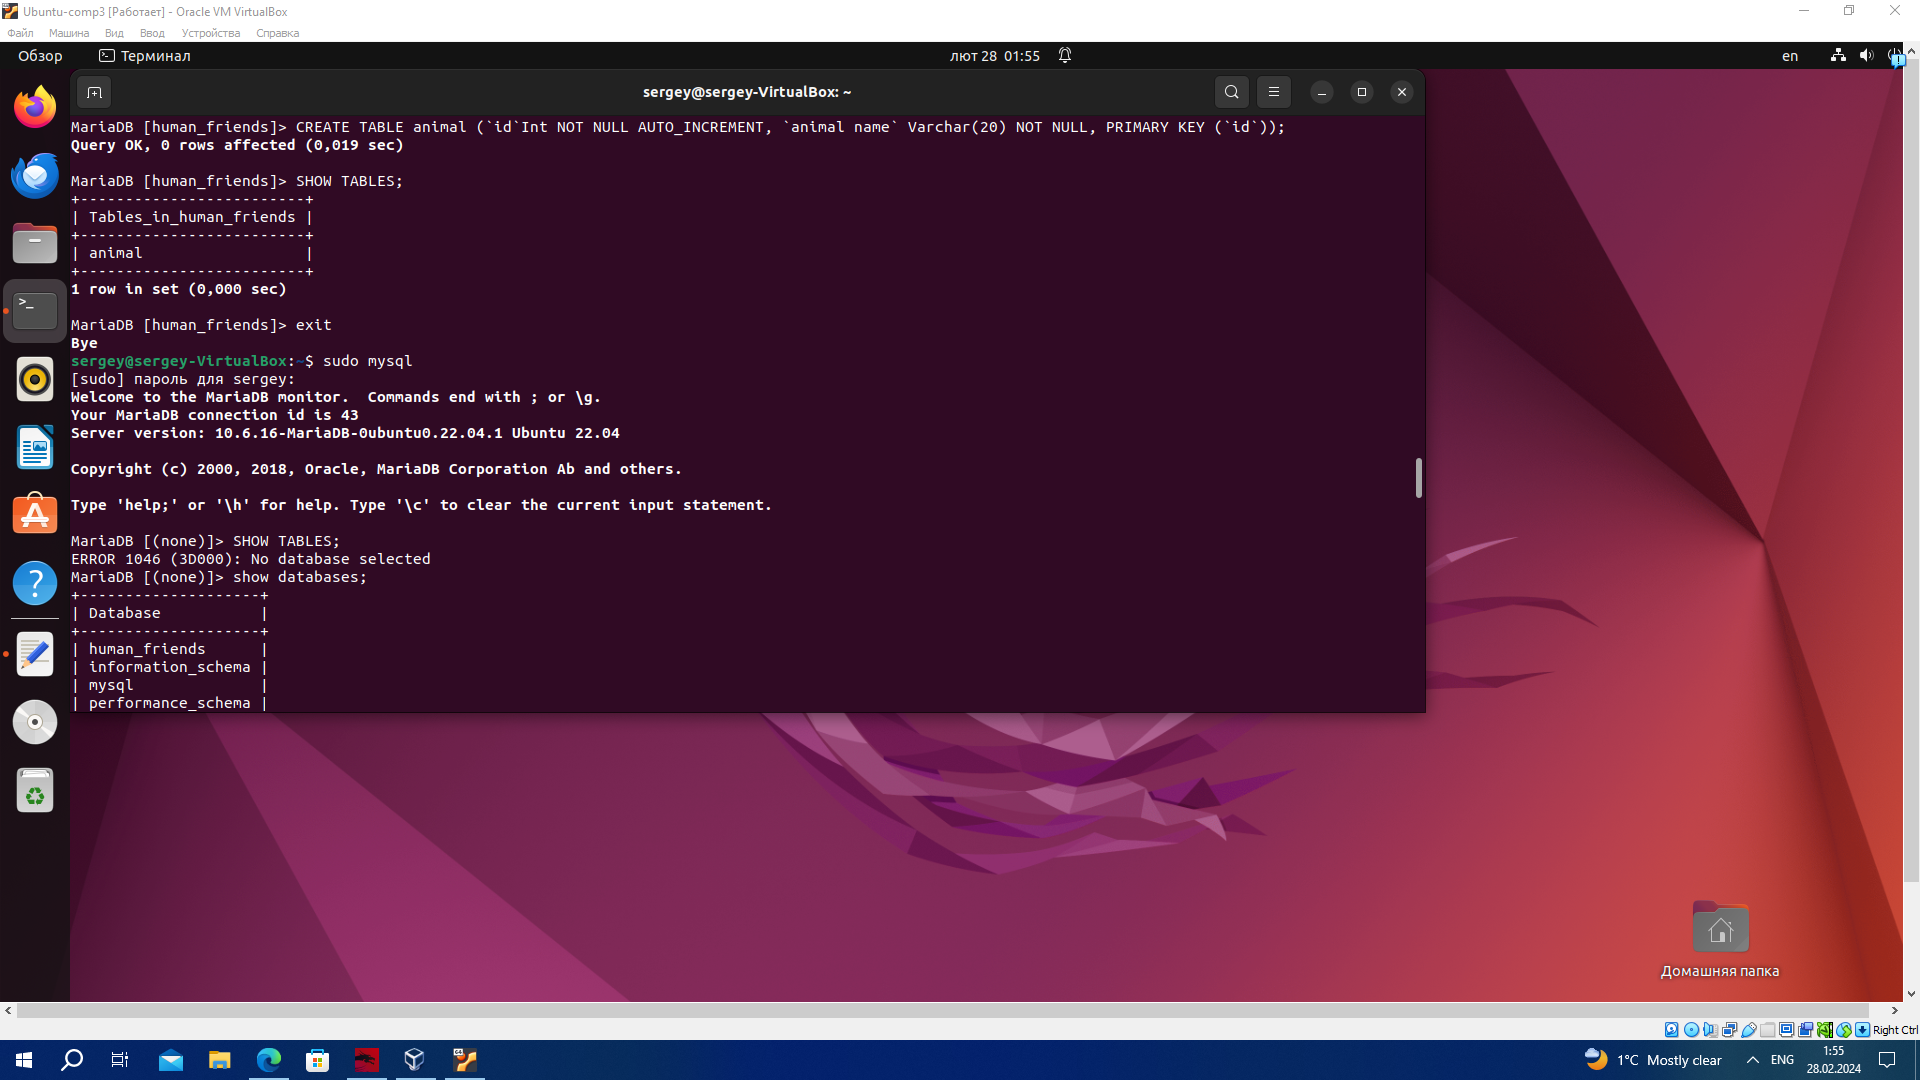 Ubuntu-comp3 [Работает] - Oracle VM VirtualBox
Файл Машина Вид Ввод Устройства Справка
Обзор Терминал лют 28 01:55 en
sergey@sergey-VirtualBox: ~
MariaDB [human_friends]> CREATE TABLE animal (`id`Int NOT NULL AUTO_INCREMENT, `animal name` Varchar(20) NOT NULL, PRIMARY KEY (`id`));
Query OK, 0 rows affected (0,019 sec)
MariaDB [human_friends]> SHOW TABLES;
+-------------------------+
| Tables_in_human_friends |
+-------------------------+
| animal                  |
+-------------------------+
1 row in set (0,000 sec)
MariaDB [human_friends]> exit
Bye
sergey@sergey-VirtualBox:~$ sudo mysql
[sudo] пароль для sergey:
Welcome to the MariaDB monitor.  Commands end with ; or \g.
Your MariaDB connection id is 43
Server version: 10.6.16-MariaDB-0ubuntu0.22.04.1 Ubuntu 22.04
Copyright (c) 2000, 2018, Oracle, MariaDB Corporation Ab and others.
Type 'help;' or '\h' for help. Type '\c' to clear the current input statement.
MariaDB [(none)]> SHOW TABLES;
ERROR 1046 (3D000): No database selected
MariaDB [(none)]> show databases;
+--------------------+
| Database           |
+--------------------+
| human_friends      |
| information_schema |
| mysql              |
| performance_schema |
Домашняя папка
Right Ctrl
1°C Mostly clear ENG 1:55
28.02.2024